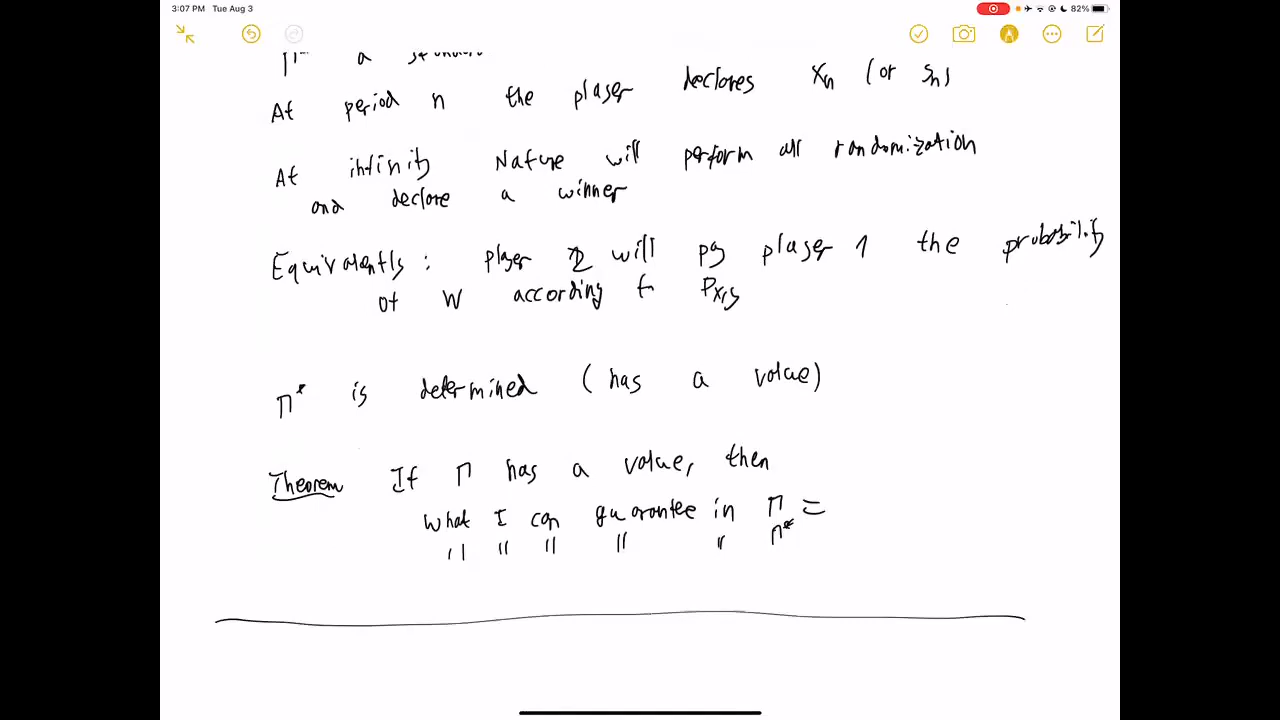 3:07 PM Tue Aug 3
82%
Γ* a
At period n the player declares xₙ (or sₙ)
At infinity Nature will perform all randomization
and declare a winner
Equivalently: player 2 will pay player 1 the probability
of W according to Pₓ,ᵧ
Γ* is determined (has a value)
Theorem If Γ has a value, then
what I can guarantee in Γ =
" " " " " Γ*